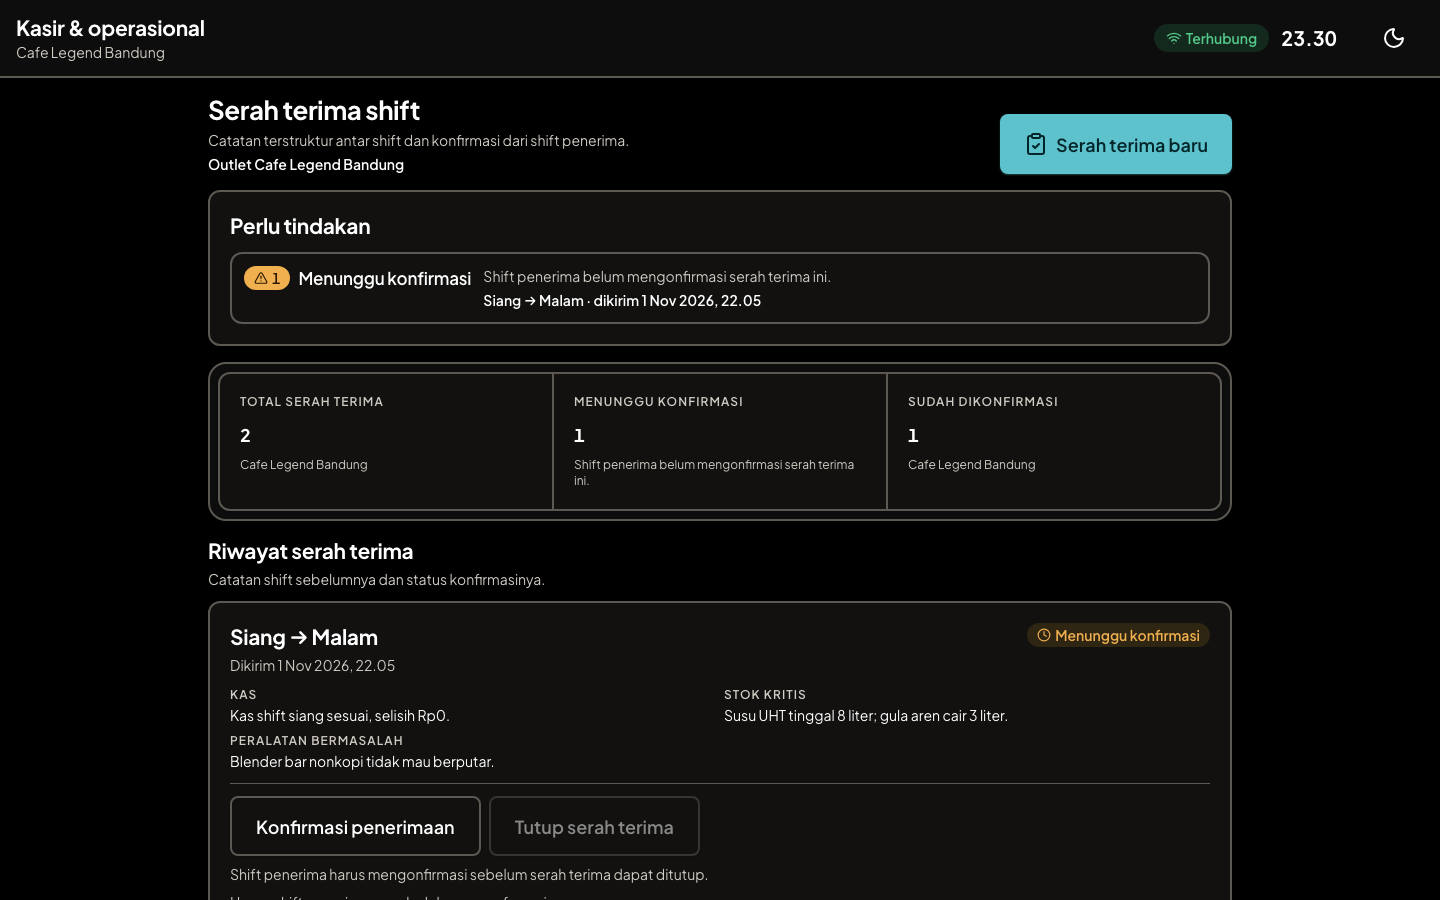 Kasir & operasional
Cafe Legend Bandung
Terhubung
23.30
Serah terima shift
Catatan terstruktur antar shift dan konfirmasi dari shift penerima.
Outlet Cafe Legend Bandung
Serah terima baru
Perlu tindakan
1 Menunggu konfirmasi
Shift penerima belum mengonfirmasi serah terima ini.
Siang → Malam · dikirim 1 Nov 2026, 22.05
TOTAL SERAH TERIMA
2
Cafe Legend Bandung
MENUNGGU KONFIRMASI
1
Shift penerima belum mengonfirmasi serah terima
ini.
SUDAH DIKONFIRMASI
1
Cafe Legend Bandung
Riwayat serah terima
Catatan shift sebelumnya dan status konfirmasinya.
Siang → Malam
Menunggu konfirmasi
Dikirim 1 Nov 2026, 22.05
KAS
Kas shift siang sesuai, selisih Rp0.
STOK KRITIS
Susu UHT tinggal 8 liter; gula aren cair 3 liter.
PERALATAN BERMASALAH
Blender bar nonkopi tidak mau berputar.
Konfirmasi penerimaan
Tutup serah terima
Shift penerima harus mengonfirmasi sebelum serah terima dapat ditutup.